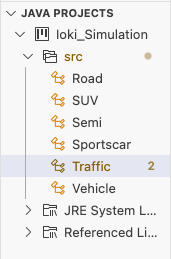 JAVA PROJECTS
loki_Simulation
src
Road
SUV
Semi
Sportscar
Traffic 2
Vehicle
JRE System L...
Referenced Li...